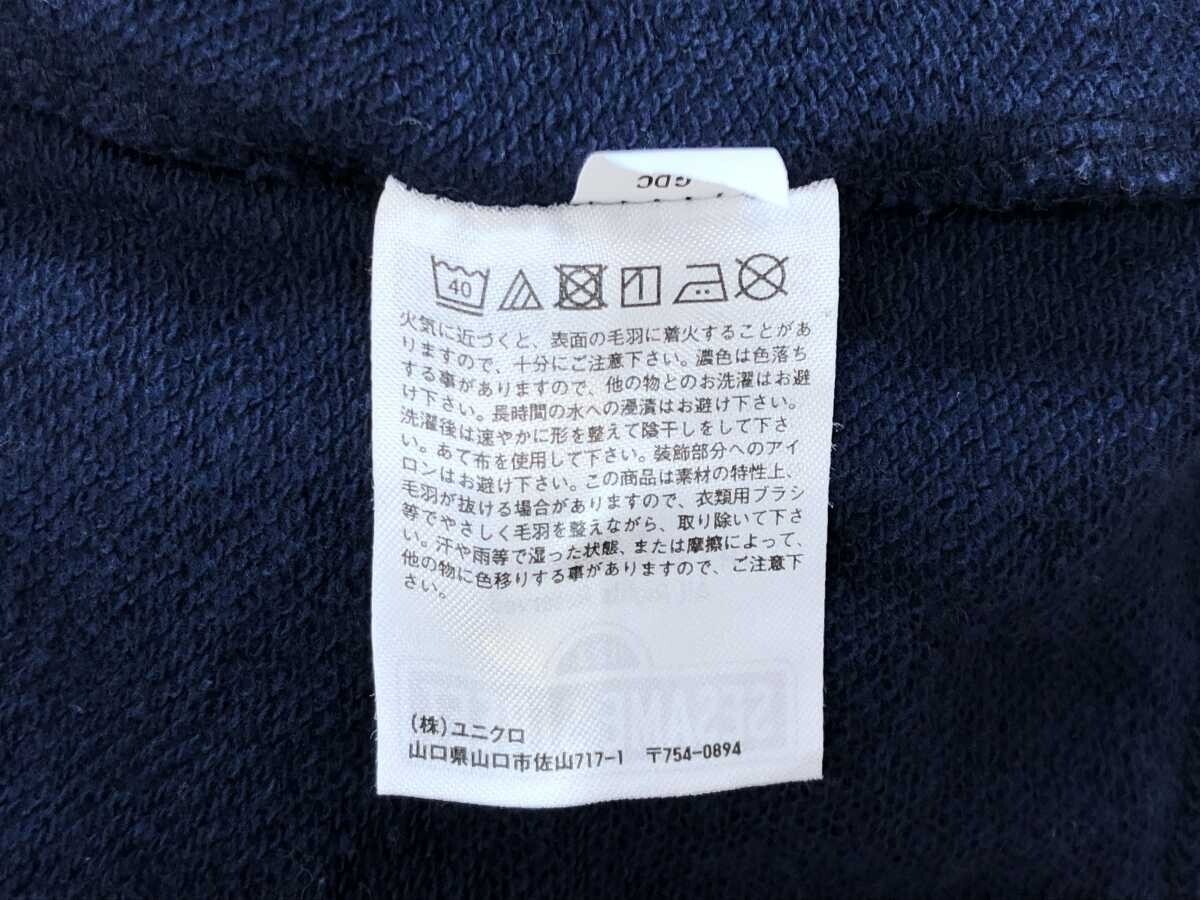 GDC
40
火気に近づくと、表面の毛羽に着火することがあ
りますので、十分にご注意下さい。濃色は色落ち
する事がありますので、他の物とのお洗濯はお避
け下さい。長時間の水への浸漬はお避け下さい。
洗濯後は速やかに形を整えて陰干しをして下さ
い。あて布を使用して下さい。装飾部分へのアイ
ロンはお避け下さい。この商品は素材の特性上、
毛羽が抜ける場合がありますので、衣類用ブラシ
等でやさしく毛羽を整えながら、取り除いて下さ
い。汗や雨等で湿った状態、または摩擦によって、
他の物に色移りする事がありますので、ご注意下
さい。
SESAME
(株)ユニクロ
山口県山口市佐山717-1 〒754-0894